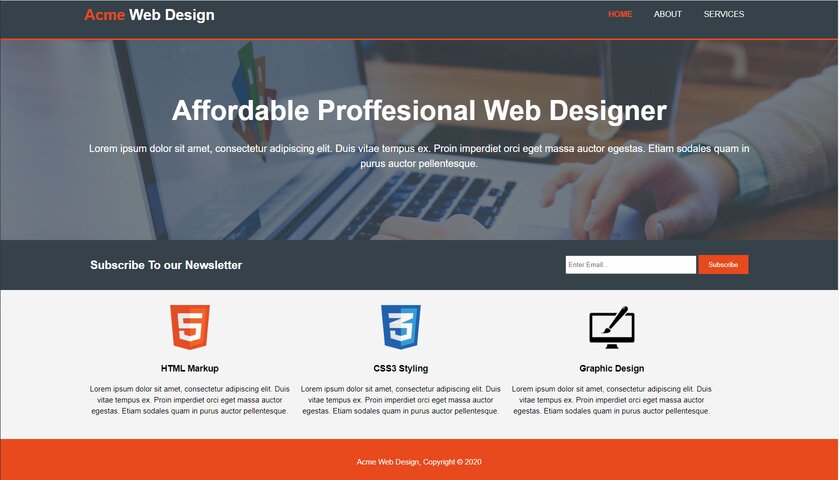 Acme Web Design
HOME ABOUT SERVICES
Affordable Proffesional Web Designer
Lorem ipsum dolor sit amet, consectetur adipiscing elit. Duis vitae tempus ex. Proin imperdiet orci eget massa auctor egestas. Etiam sodales quam in
purus auctor pellentesque.
Subscribe To our Newsletter
Enter Email...
Subscribe
5
HTML Markup
Lorem ipsum dolor sit amet, consectetur adipiscing elit. Duis
vitae tempus ex. Proin imperdiet orci eget massa auctor
egestas. Etiam sodales quam in purus auctor pellentesque.
3
CSS3 Styling
Lorem ipsum dolor sit amet, consectetur adipiscing elit. Duis
vitae tempus ex. Proin imperdiet orci eget massa auctor
egestas. Etiam sodales quam in purus auctor pellentesque.
Graphic Design
Lorem ipsum dolor sit amet, consectetur adipiscing elit. Duis
vitae tempus ex. Proin imperdiet orci eget massa auctor
egestas. Etiam sodales quam in purus auctor pellentesque.
Acme Web Design, Copyright © 2020